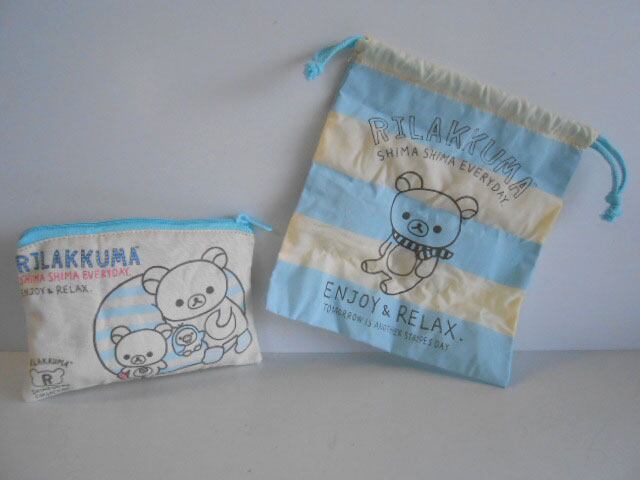 RILAKKUMA
SHIMA SHIMA EVERYDAY.
ENJOY & RELAX.
RILAKKUMA
R
RILAKKUMA
SHIMA SHIMA EVERYDAY
ENJOY & RELAX.
TOMORROW IS ANOTHER STRIPES DAY